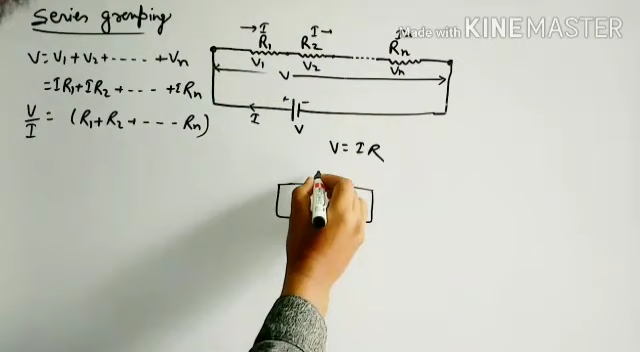 Series grouping
V= V1 + V2 + ---- + Vn
= IR1 + IR2 + --- + IRn
V/I = (R1 + R2 + --- Rn)
→ I I →
R1 R2 Rn
V1 V2 ...... Vn
V
+ -
I
V
V = IR
Made with KINEMASTER